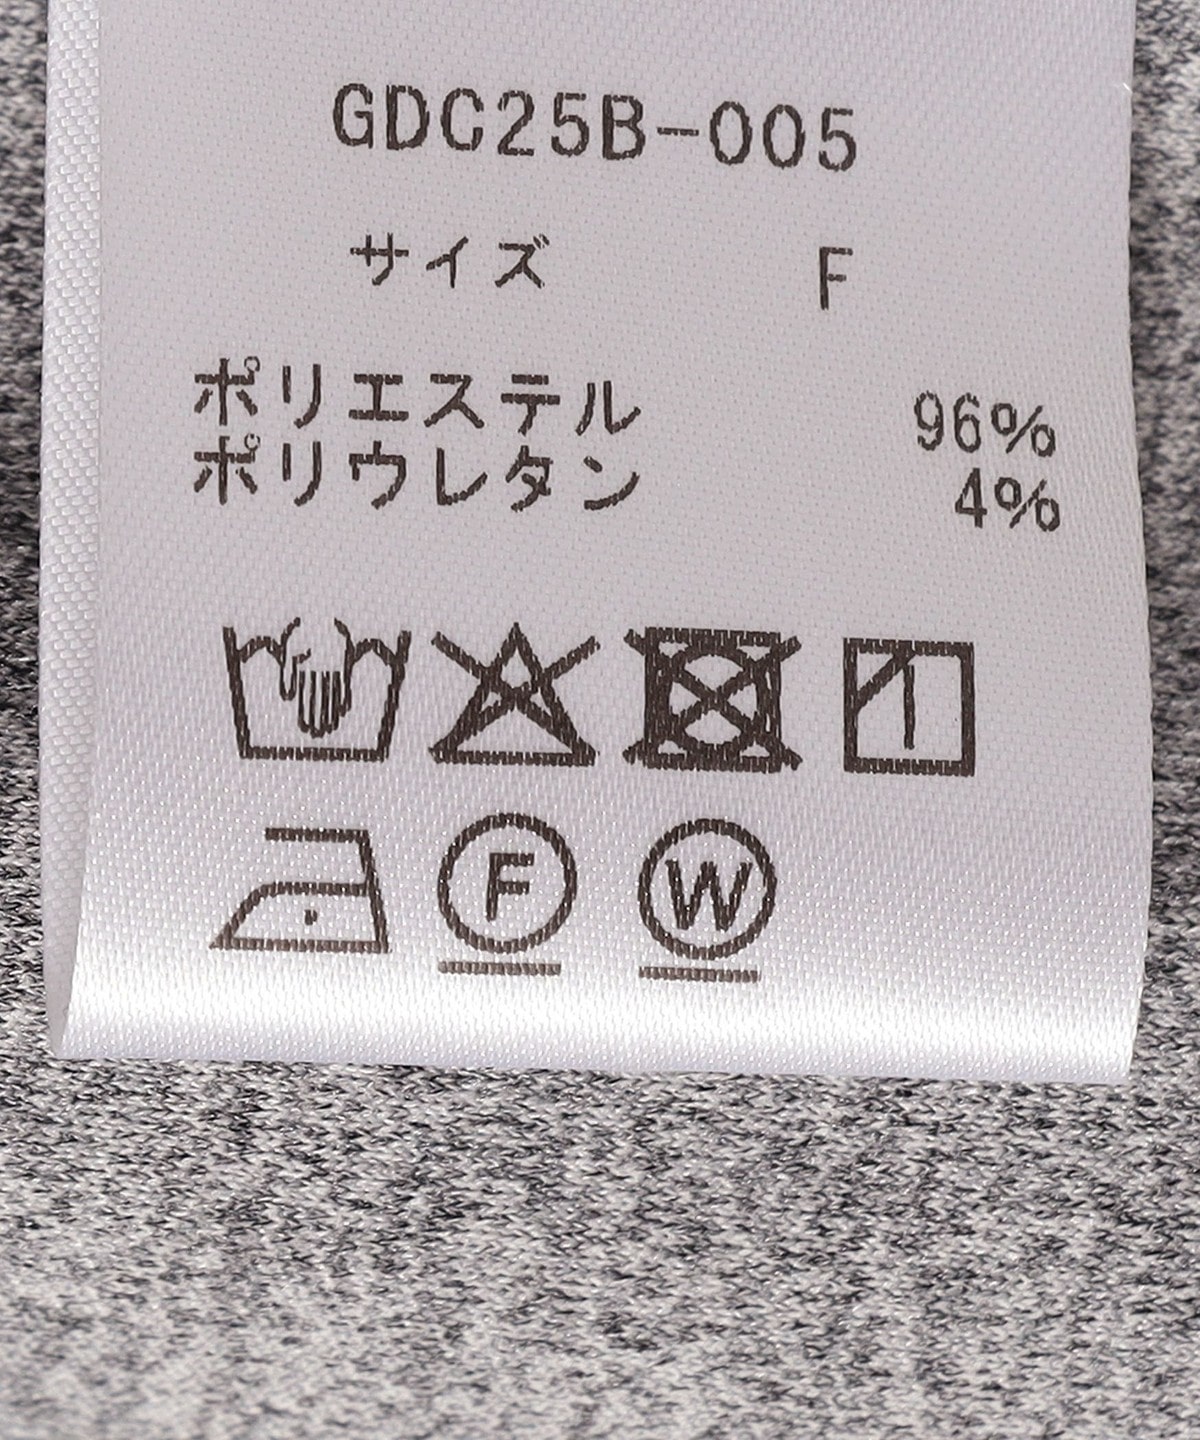 GDC25B-005
サイズ F
ポリエステル 96%
ポリウレタン 4%
F W